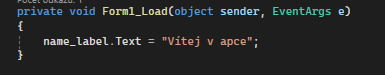 private void Form1_Load(object sender, EventArgs e)
{
name_label.Text = "Vítej v apce";
}